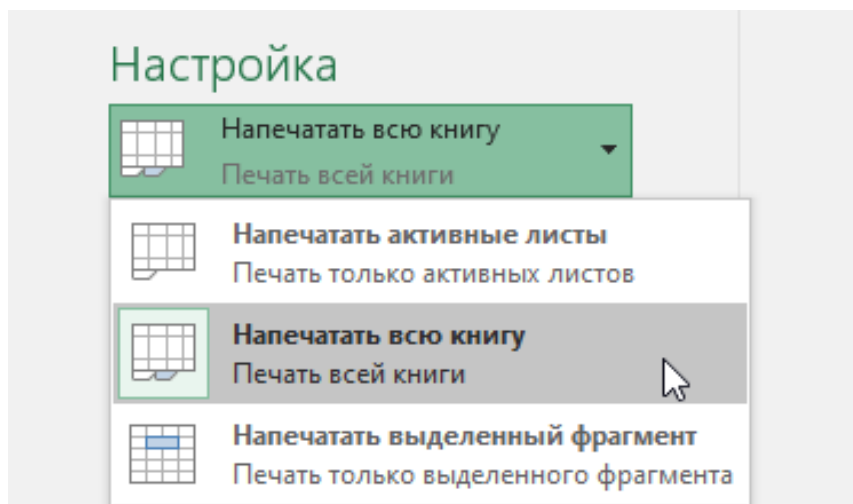 Настройка
Напечатать всю книгу
Печать всей книги
Напечатать активные листы
Печать только активных листов
Напечатать всю книгу
Печать всей книги
Напечатать выделенный фрагмент
Печать только выделенного фрагмента